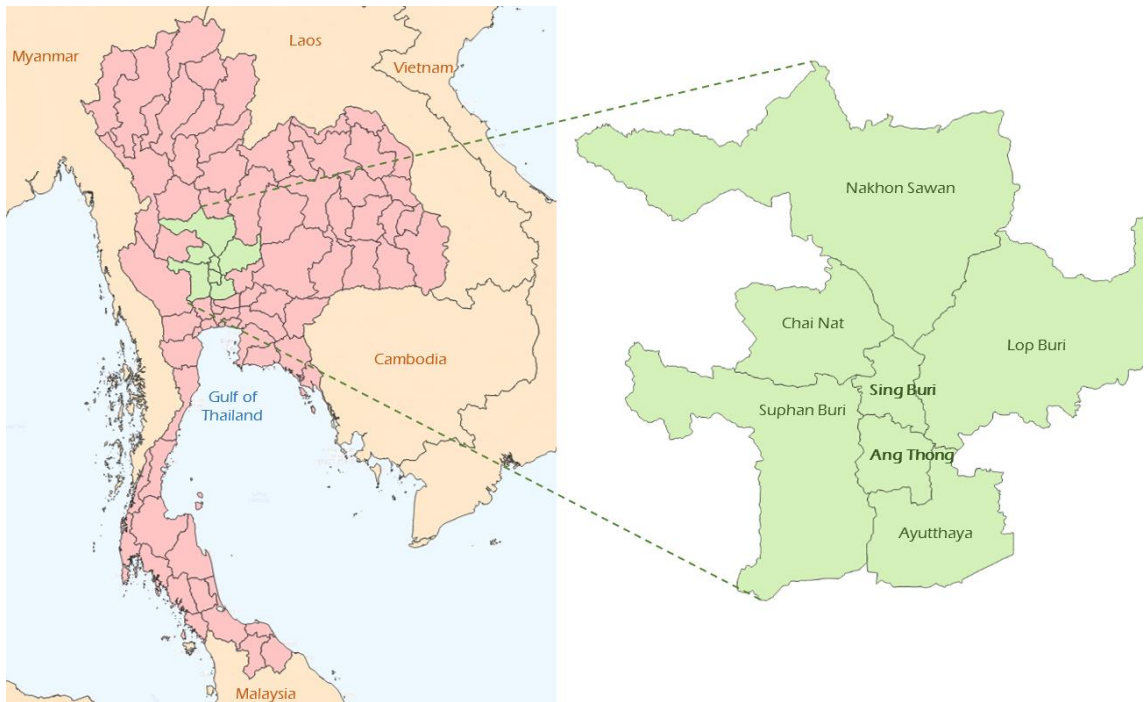 Laos
Myanmar
Vietnam
Cambodia
Gulf of
Thailand
Malaysia
Nakhon Sawan
Chai Nat
Lop Buri
Sing Buri
Suphan Buri
Ang Thong
Ayutthaya